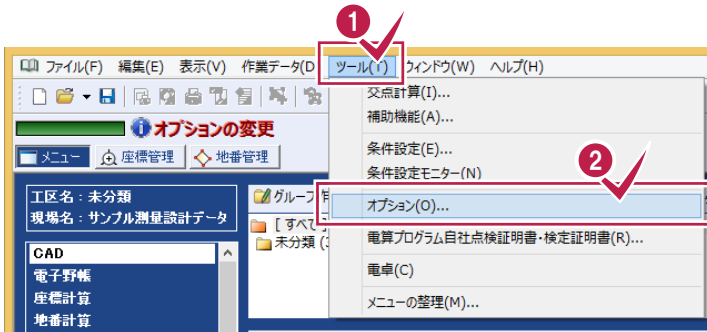 1
ファイル(F) 編集(E) 表示(V) 作業データ(D ツール(T) ウィンドウ(W) ヘルプ(H)
交点計算(I)...
補助機能(A)...
オプションの変更
メニュー 座標管理 地番管理
条件設定(E)...
2
条件設定モニター(N)
工区名：未分類
現場名：サンプル測量設計データ
グループ
オプション(O)...
[すべて
未分類 (
電算プログラム自社点検証明書・検定証明書(R)...
CAD
電子野帳
座標計算
地番計算
電卓(C)
メニューの整理(M)...